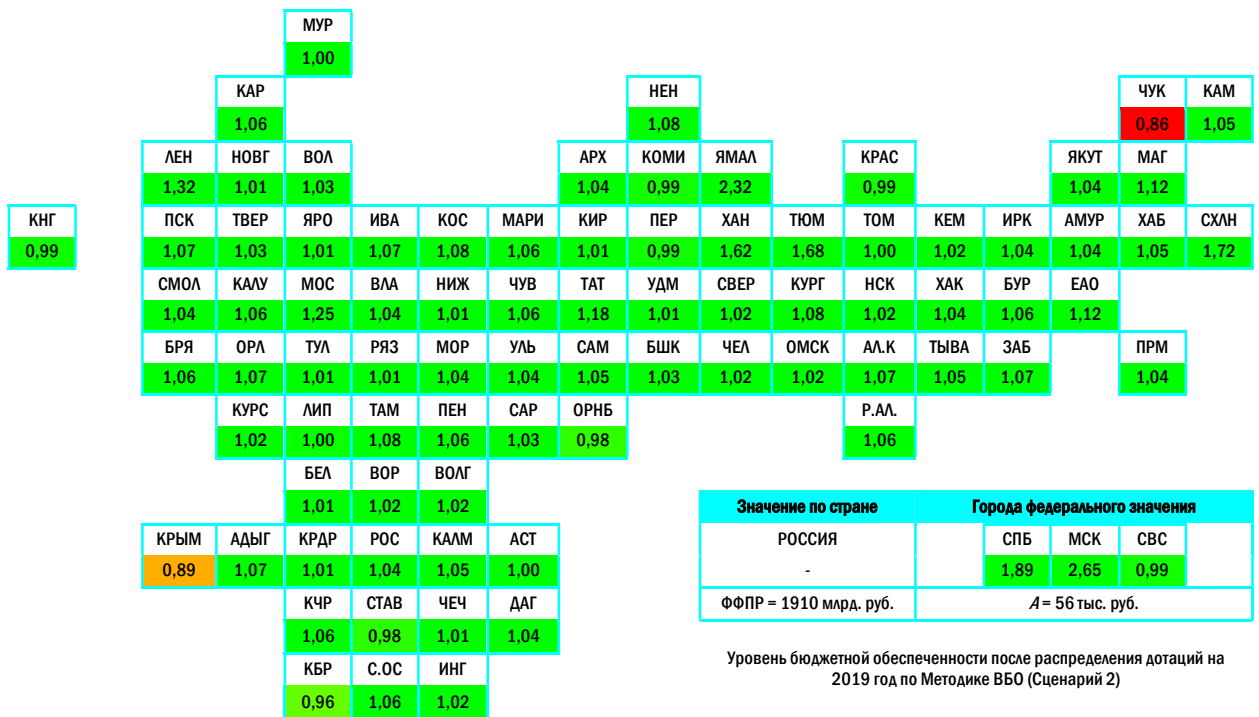 МУР
1,00
КАР НЕН ЧУК КАМ
1,06 1,08 0,86 1,05
ЛЕН НОВГ ВОЛ АРХ КОМИ ЯМАЛ КРАС ЯКУТ МАГ
1,32 1,01 1,03 1,04 0,99 2,32 0,99 1,04 1,12
КНГ ПСК ТВЕР ЯРО ИВА КОС МАРИ КИР ПЕР ХАН ТЮМ ТОМ КЕМ ИРК АМУР ХАБ СХЛН
0,99 1,07 1,03 1,01 1,07 1,08 1,06 1,01 0,99 1,62 1,68 1,00 1,02 1,04 1,04 1,05 1,72
СМОЛ КАЛУ МОС ВЛА НИЖ ЧУВ ТАТ УДМ СВЕР КУРГ НСК ХАК БУР ЕАО
1,04 1,06 1,25 1,04 1,01 1,06 1,18 1,01 1,02 1,08 1,02 1,04 1,06 1,12
БРЯ ОРЛ ТУЛ РЯЗ МОР УЛЬ САМ БШК ЧЕЛ ОМСК АЛ.К ТЫВА ЗАБ ПРМ
1,06 1,07 1,01 1,01 1,04 1,04 1,05 1,03 1,02 1,02 1,07 1,05 1,07 1,04
КУРС ЛИП ТАМ ПЕН САР ОРНБ Р.АЛ.
1,02 1,00 1,08 1,06 1,03 0,98 1,06
БЕЛ ВОР ВОЛГ
1,01 1,02 1,02
Значение по стране Города федерального значения
КРЫМ АДЫГ КРДР РОС КАЛМ АСТ РОССИЯ СПБ МСК СВС
0,89 1,07 1,01 1,04 1,05 1,00 - 1,89 2,65 0,99
КЧР СТАВ ЧЕЧ ДАГ ФФПР = 1910 млрд. руб. А = 56 тыс. руб.
1,06 0,98 1,01 1,04
КБР С.ОС ИНГ
0,96 1,06 1,02
Уровень бюджетной обеспеченности после распределения дотаций на
2019 год по Методике ВБО (Сценарий 2)